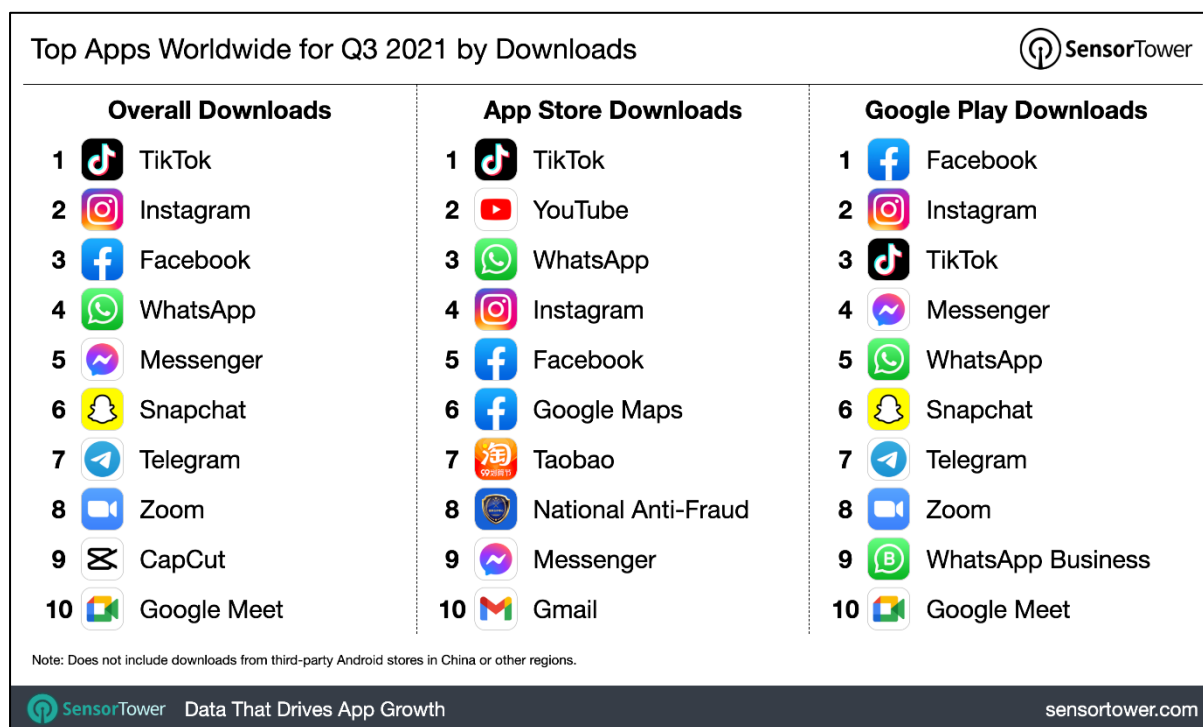 Top Apps Worldwide for Q3 2021 by Downloads
SensorTower
Overall Downloads
1 TikTok
2 Instagram
3 Facebook
4 WhatsApp
5 Messenger
6 Snapchat
7 Telegram
8 Zoom
9 CapCut
10 Google Meet
App Store Downloads
1 TikTok
2 YouTube
3 WhatsApp
4 Instagram
5 Facebook
6 Google Maps
7 淘 Taobao
8 National Anti-Fraud
9 Messenger
10 Gmail
Google Play Downloads
1 Facebook
2 Instagram
3 TikTok
4 Messenger
5 WhatsApp
6 Snapchat
7 Telegram
8 Zoom
9 B WhatsApp Business
10 Google Meet
Note: Does not include downloads from third-party Android stores in China or other regions.
SensorTower Data That Drives App Growth
sensortower.com